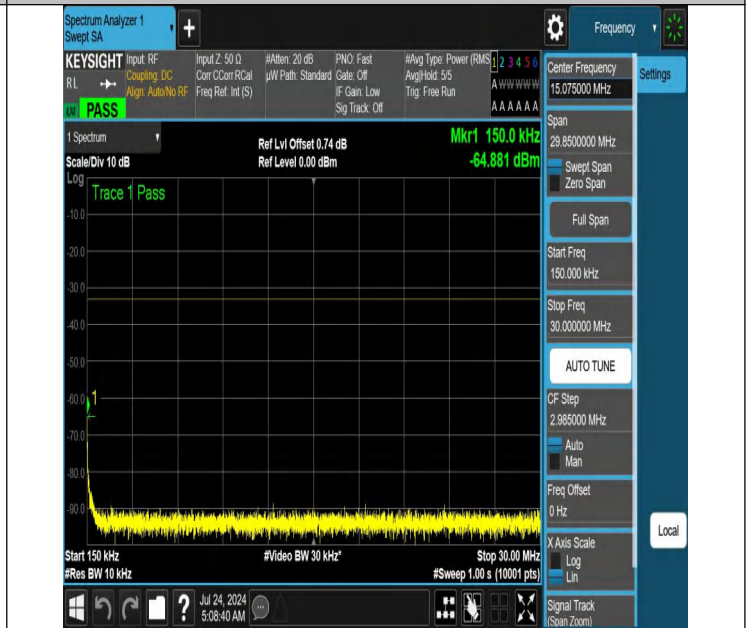 Spectrum Analyzer 1
Swept SA
+
Frequency
KEYSIGHT
RL
PASS
Input: RF
Coupling: DC
Align: Auto/No RF
Input Z: 50 Ω
Corr CCorr RCal
Freq Ref: Int (S)
#Atten: 20 dB
µW Path: Standard
PNO: Fast
Gate: Off
IF Gain: Low
Sig Track: Off
#Avg Type: Power (RMS
Avg|Hold: 5/5
Trig: Free Run
1 2 3 4 5 6
A W W W W W
A A A A A A
1 Spectrum
Scale/Div 10 dB
Ref Lvl Offset 0.74 dB
Ref Level 0.00 dBm
Mkr1 150.0 kHz
-64.881 dBm
Log
Trace 1 Pass
-10.0
-20.0
-30.0
-40.0
-50.0
-60.0
1
-70.0
-80.0
-90.0
Start 150 kHz
#Res BW 10 kHz
#Video BW 30 kHz*
Stop 30.00 MHz
#Sweep 1.00 s (10001 pts)
?
Jul 24, 2024
5:08:40 AM
Center Frequency
15.075000 MHz
Settings
Span
29.8500000 MHz
Swept Span
Zero Span
Full Span
Start Freq
150.000 kHz
Stop Freq
30.000000 MHz
AUTO TUNE
CF Step
2.985000 MHz
Auto
Man
Freq Offset
0 Hz
Local
X Axis Scale
Log
Lin
Signal Track
(Span Zoom)